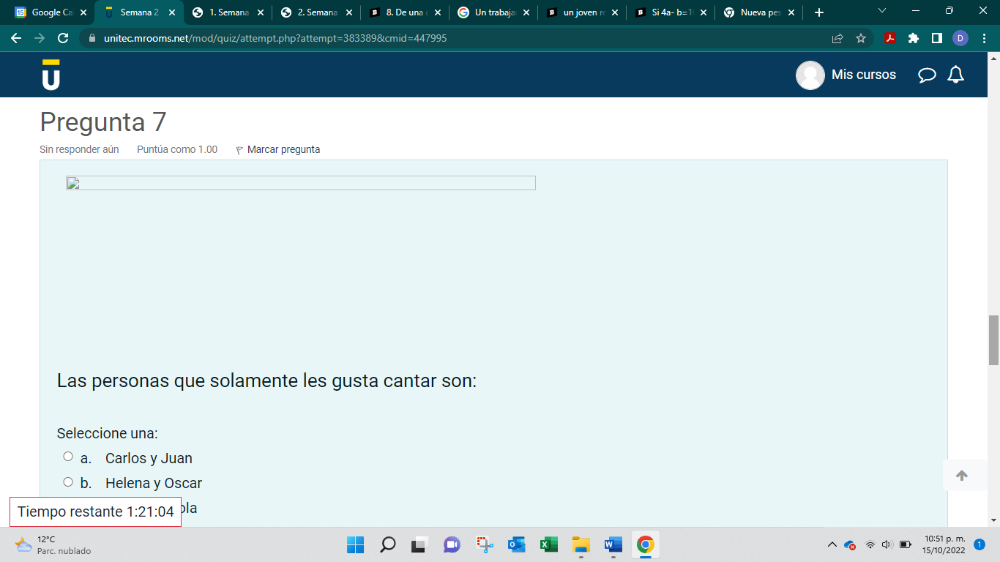 Google Ca
Semana 2
1. Semana
2. Semana
8. De una c
Un trabaja
un joven re
Si 4a- b=1
Nueva pes
unitec.mrooms.net/mod/quiz/attempt.php?attempt=383389&cmid=447995
D
U
Mis cursos
Pregunta 7
Sin responder aún Puntúa como 1.00 Marcar pregunta
Las personas que solamente les gusta cantar son:
Seleccione una:
a. Carlos y Juan
b. Helena y Oscar
ola
Tiempo restante 1:21:04
12°C
Parc. nublado
10:51 p. m.
15/10/2022
1